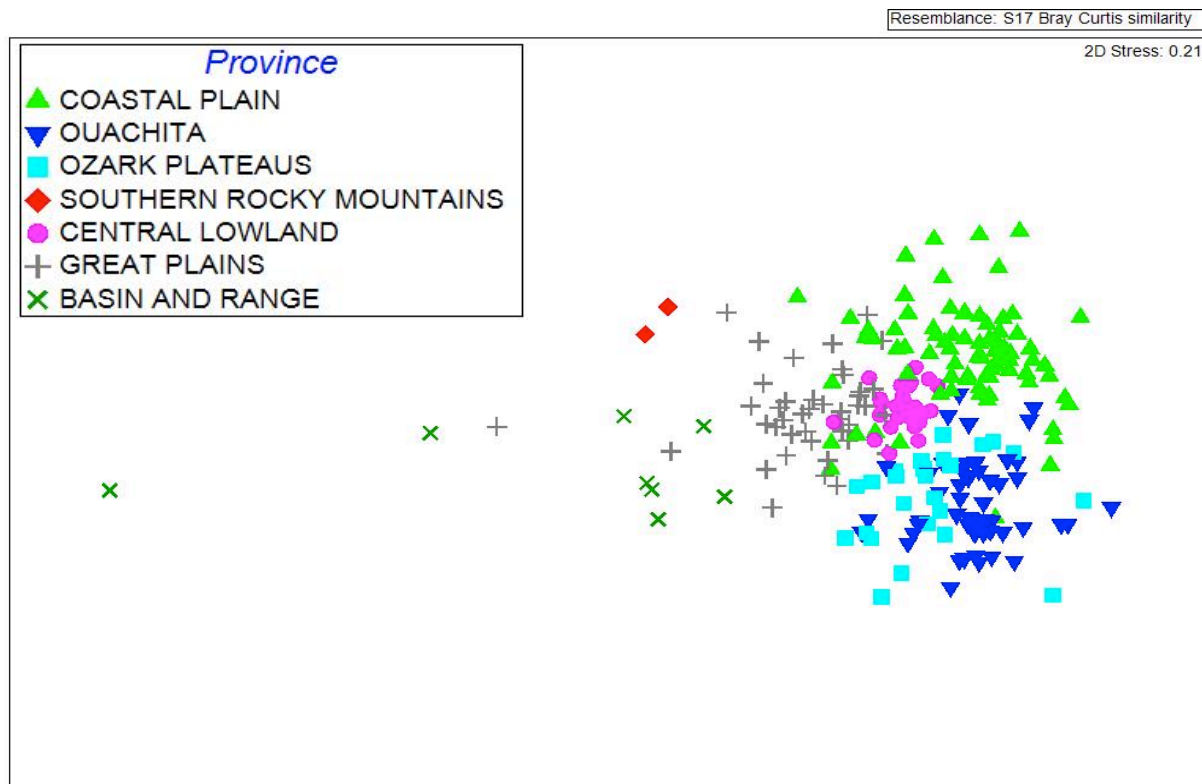 Resemblance: S17 Bray Curtis similarity
2D Stress: 0.21
Province
COASTAL PLAIN
OUACHITA
OZARK PLATEAUS
SOUTHERN ROCKY MOUNTAINS
CENTRAL LOWLAND
GREAT PLAINS
BASIN AND RANGE